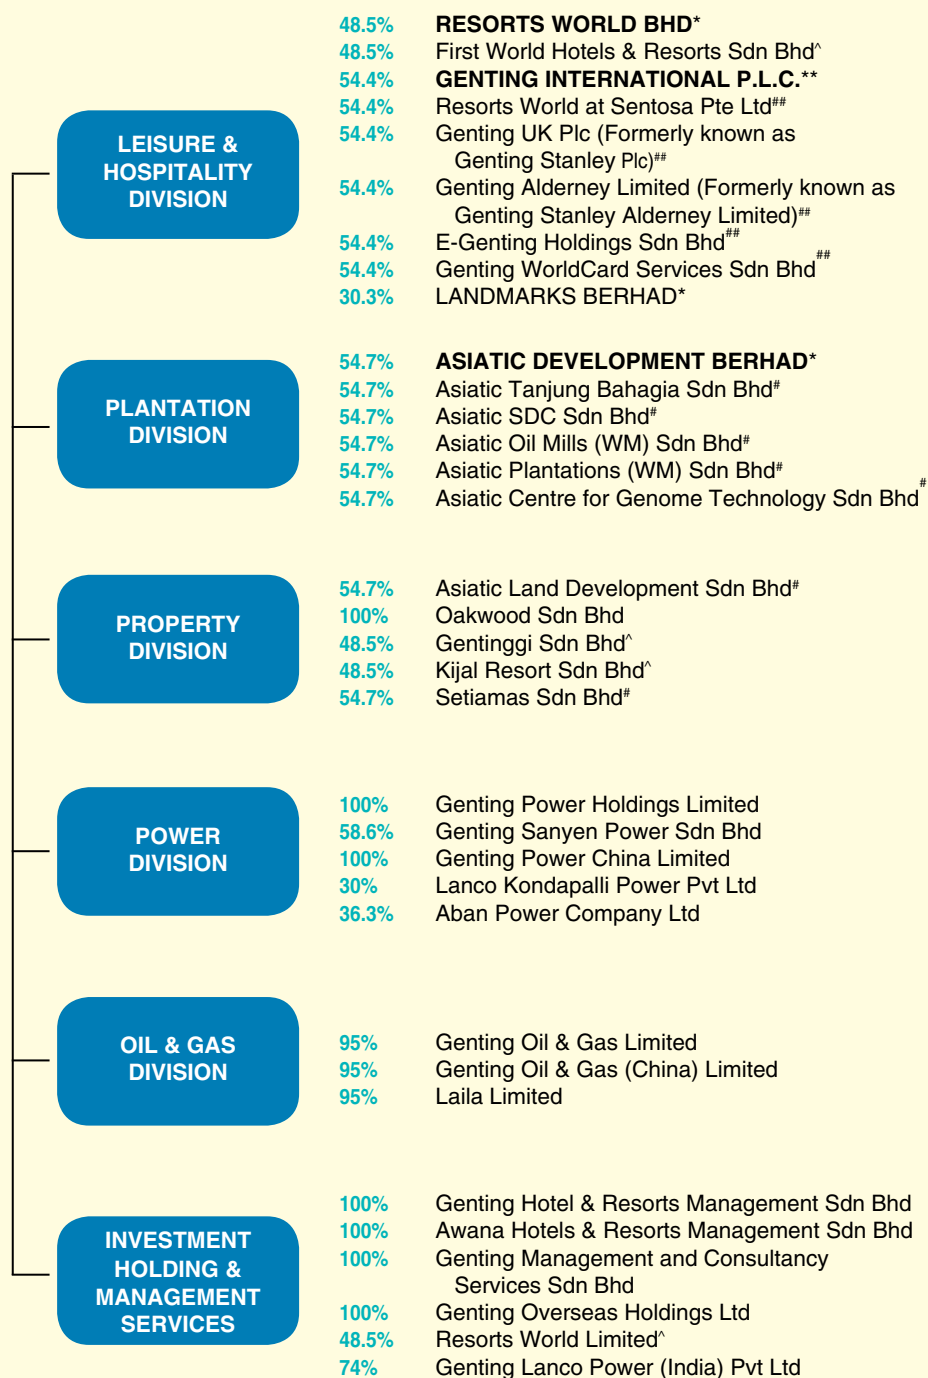 LEISURE &
HOSPITALITY
DIVISION
48.5% RESORTS WORLD BHD*
48.5% First World Hotels & Resorts Sdn Bhd^
54.4% GENTING INTERNATIONAL P.L.C.**
54.4% Resorts World at Sentosa Pte Ltd##
54.4% Genting UK Plc (Formerly known as
Genting Stanley Plc)##
54.4% Genting Alderney Limited (Formerly known as
Genting Stanley Alderney Limited)##
54.4% E-Genting Holdings Sdn Bhd##
54.4% Genting WorldCard Services Sdn Bhd##
30.3% LANDMARKS BERHAD*
PLANTATION
DIVISION
54.7% ASIATIC DEVELOPMENT BERHAD*
54.7% Asiatic Tanjung Bahagia Sdn Bhd#
54.7% Asiatic SDC Sdn Bhd#
54.7% Asiatic Oil Mills (WM) Sdn Bhd#
54.7% Asiatic Plantations (WM) Sdn Bhd#
54.7% Asiatic Centre for Genome Technology Sdn Bhd#
PROPERTY
DIVISION
54.7% Asiatic Land Development Sdn Bhd#
100% Oakwood Sdn Bhd
48.5% Gentinggi Sdn Bhd^
48.5% Kijal Resort Sdn Bhd^
54.7% Setiamas Sdn Bhd#
POWER
DIVISION
100% Genting Power Holdings Limited
58.6% Genting Sanyen Power Sdn Bhd
100% Genting Power China Limited
30% Lanco Kondapalli Power Pvt Ltd
36.3% Aban Power Company Ltd
OIL & GAS
DIVISION
95% Genting Oil & Gas Limited
95% Genting Oil & Gas (China) Limited
95% Laila Limited
INVESTMENT
HOLDING &
MANAGEMENT
SERVICES
100% Genting Hotel & Resorts Management Sdn Bhd
100% Awana Hotels & Resorts Management Sdn Bhd
100% Genting Management and Consultancy
Services Sdn Bhd
100% Genting Overseas Holdings Ltd
48.5% Resorts World Limited^
74% Genting Lanco Power (India) Pvt Ltd